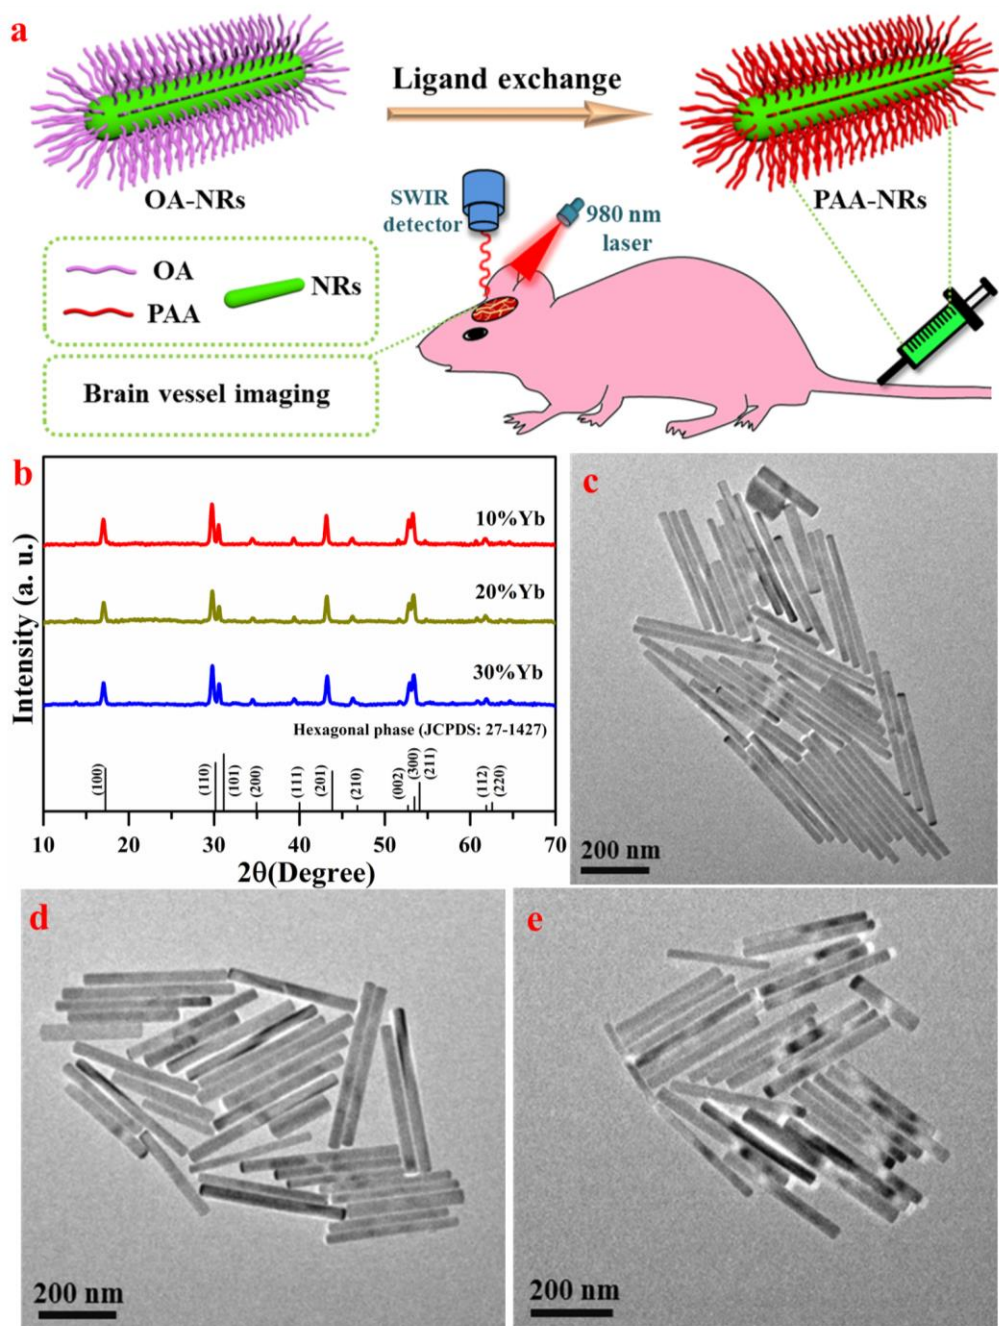 a
Ligand exchange
OA-NRs
PAA-NRs
SWIR
detector
980 nm
laser
OA
NRs
PAA
Brain vessel imaging
b
Intensity (a. u.)
10%Yb
20%Yb
30%Yb
Hexagonal phase (JCPDS: 27-1427)
(100)
(110)
(101)
(200)
(111)
(201)
(210)
(002)
(300)
(211)
(112)
(220)
10 20 30 40 50 60 70
2θ(Degree)
c
200 nm
d
200 nm
e
200 nm